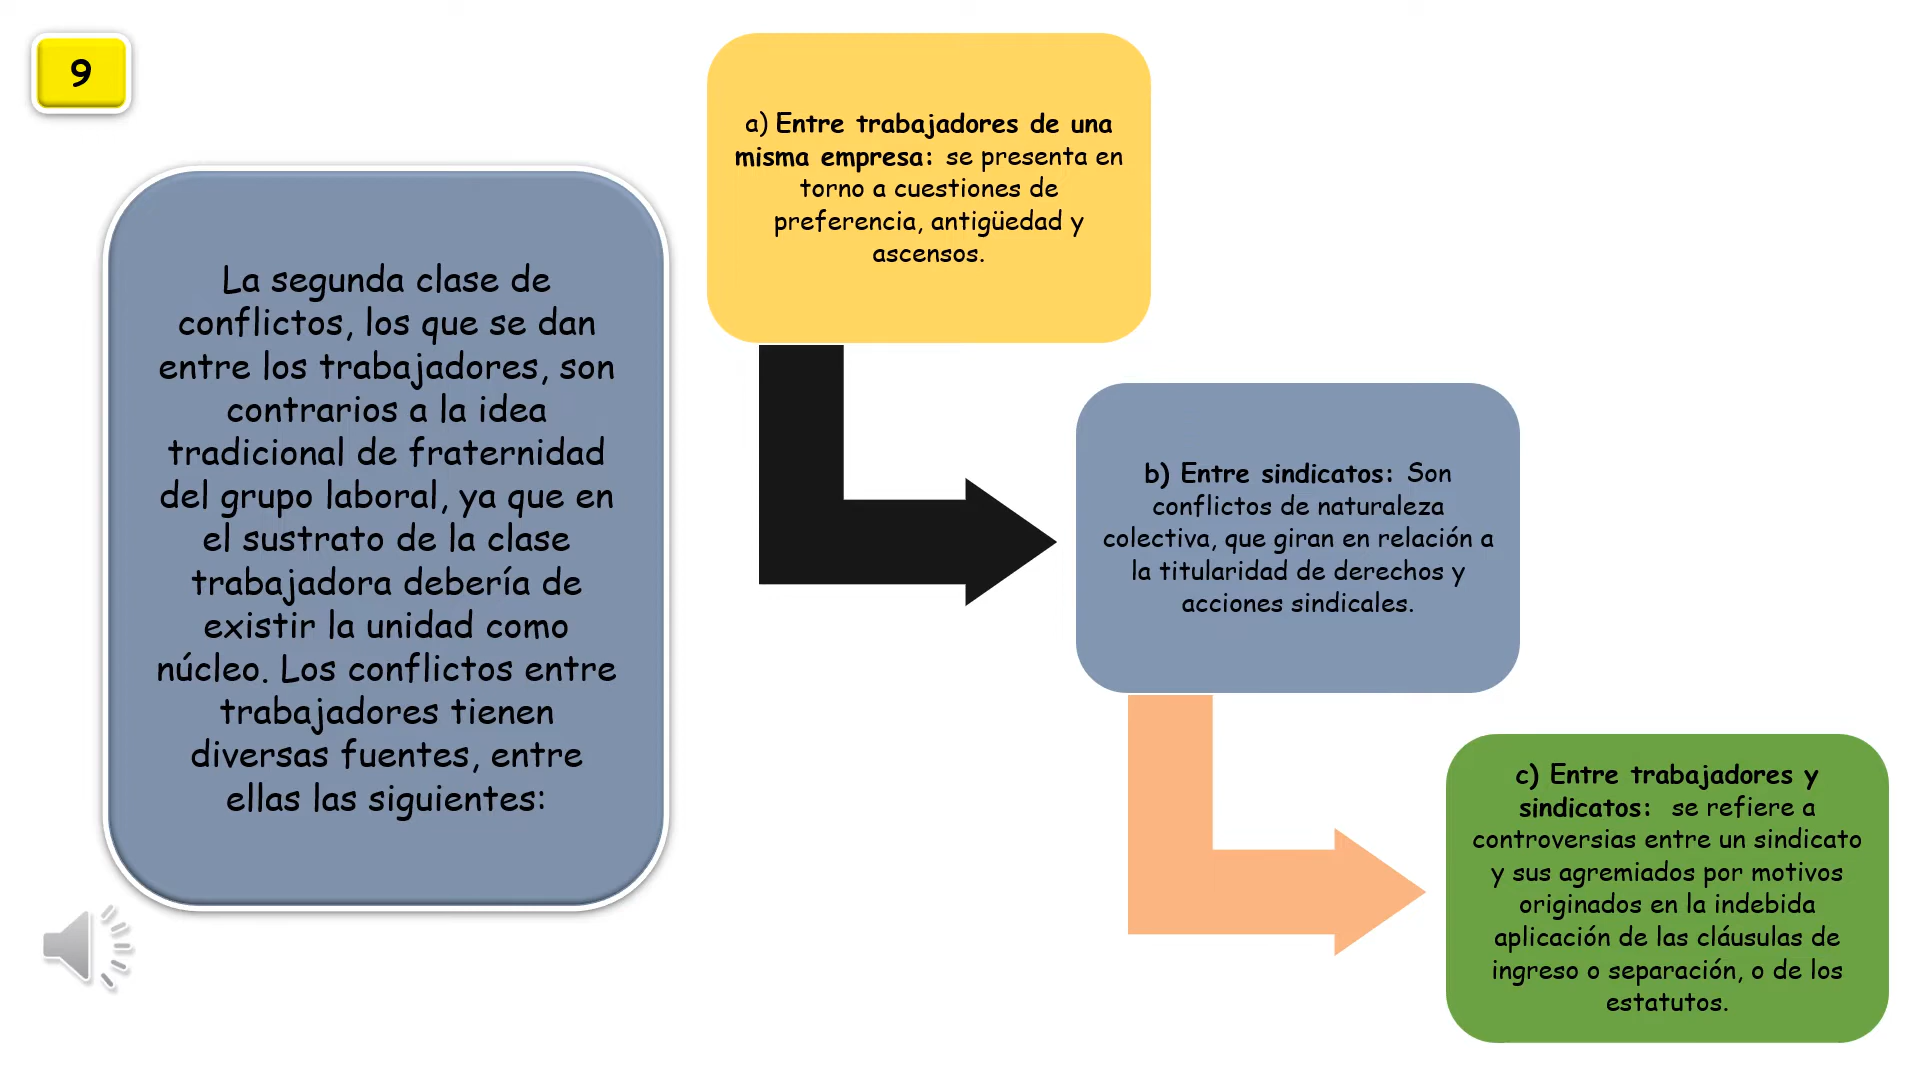 9
La segunda clase de
conflictos, los que se dan
entre los trabajadores, son
contrarios a la idea
tradicional de fraternidad
del grupo laboral, ya que en
el sustrato de la clase
trabajadora debería de
existir la unidad como
núcleo. Los conflictos entre
trabajadores tienen
diversas fuentes, entre
ellas las siguientes:
a) Entre trabajadores de una
misma empresa: se presenta en
torno a cuestiones de
preferencia, antigüedad y
ascensos.
b) Entre sindicatos: Son
conflictos de naturaleza
colectiva, que giran en relación a
la titularidad de derechos y
acciones sindicales.
c) Entre trabajadores y
sindicatos: se refiere a
controversias entre un sindicato
y sus agremiados por motivos
originados en la indebida
aplicación de las cláusulas de
ingreso o separación, o de los
estatutos.